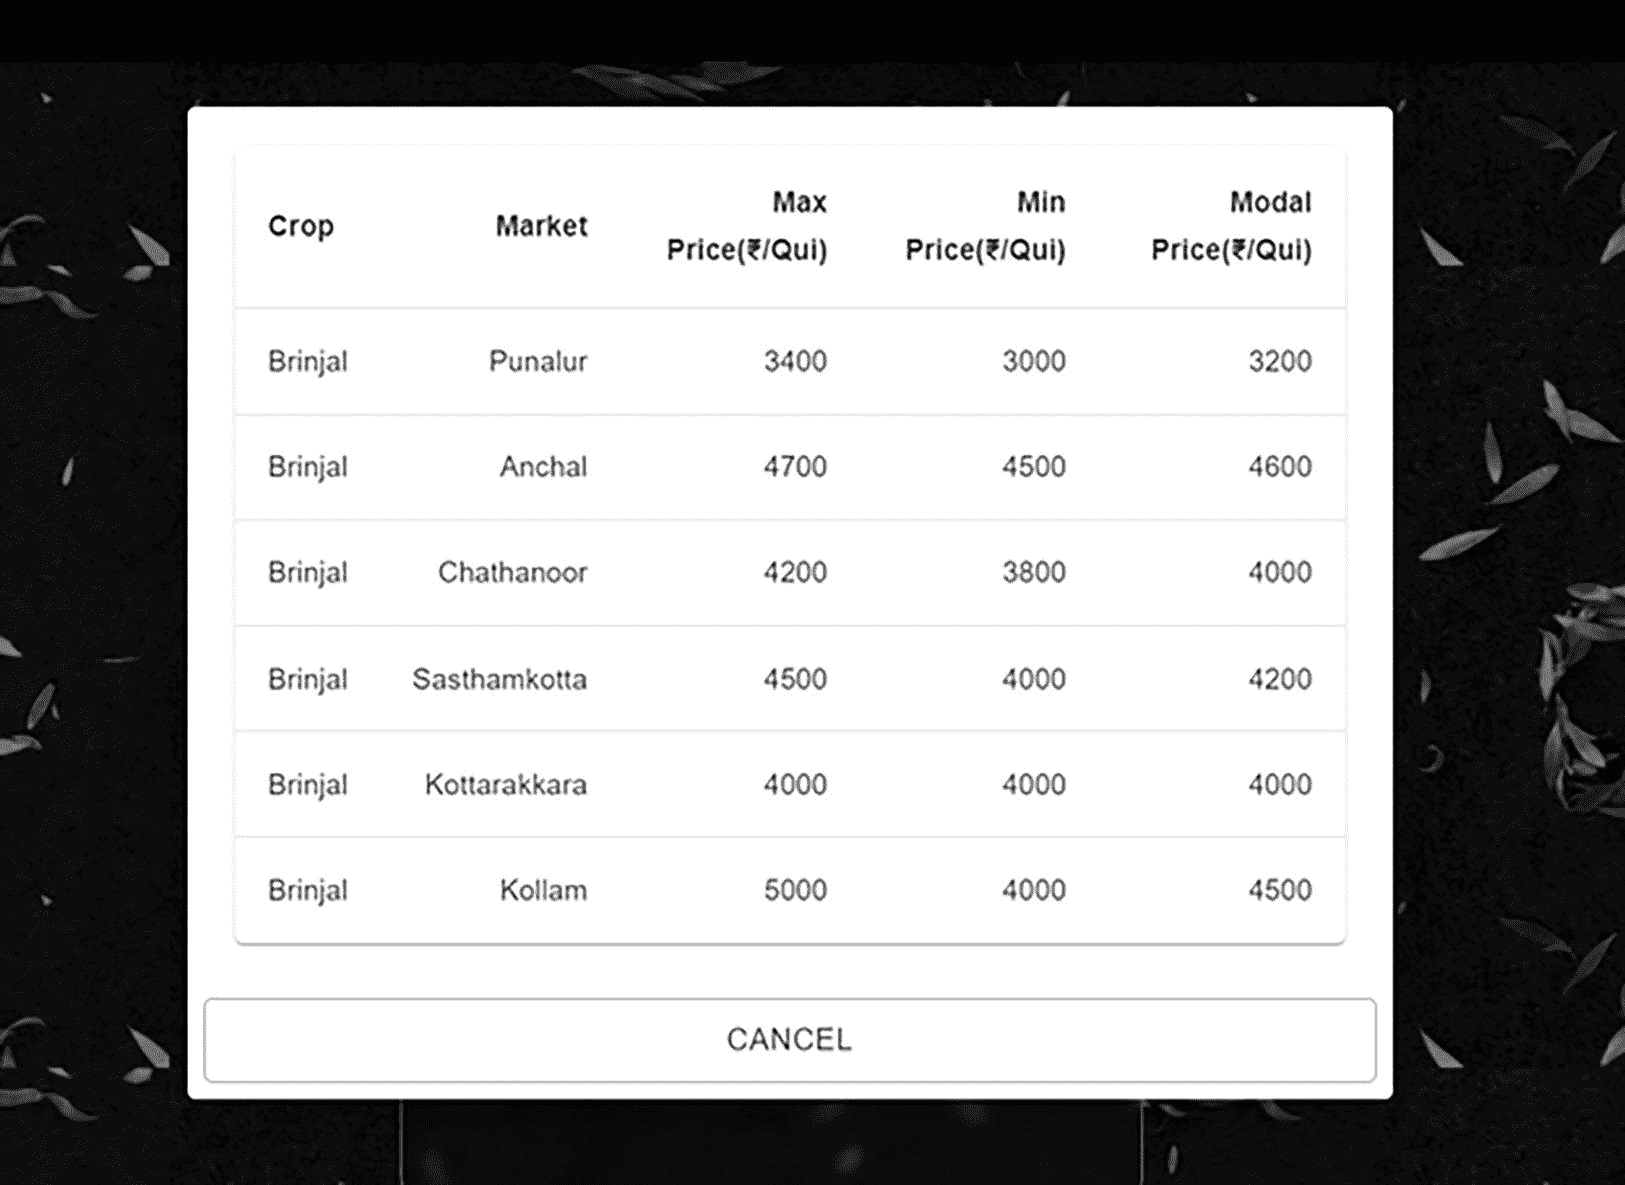 Crop Market Max Price(₹/Qui) Min Price(₹/Qui) Modal Price(₹/Qui)
Brinjal Punalur 3400 3000 3200
Brinjal Anchal 4700 4500 4600
Brinjal Chathanoor 4200 3800 4000
Brinjal Sasthamkotta 4500 4000 4200
Brinjal Kottarakkara 4000 4000 4000
Brinjal Kollam 5000 4000 4500
CANCEL